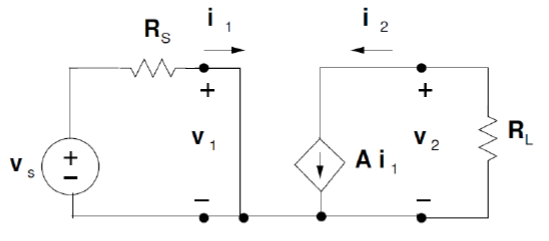 R_S
i_1
i_2
+
+
v_1
v_2
R_L
v_s
+
−
A i_1
−
−